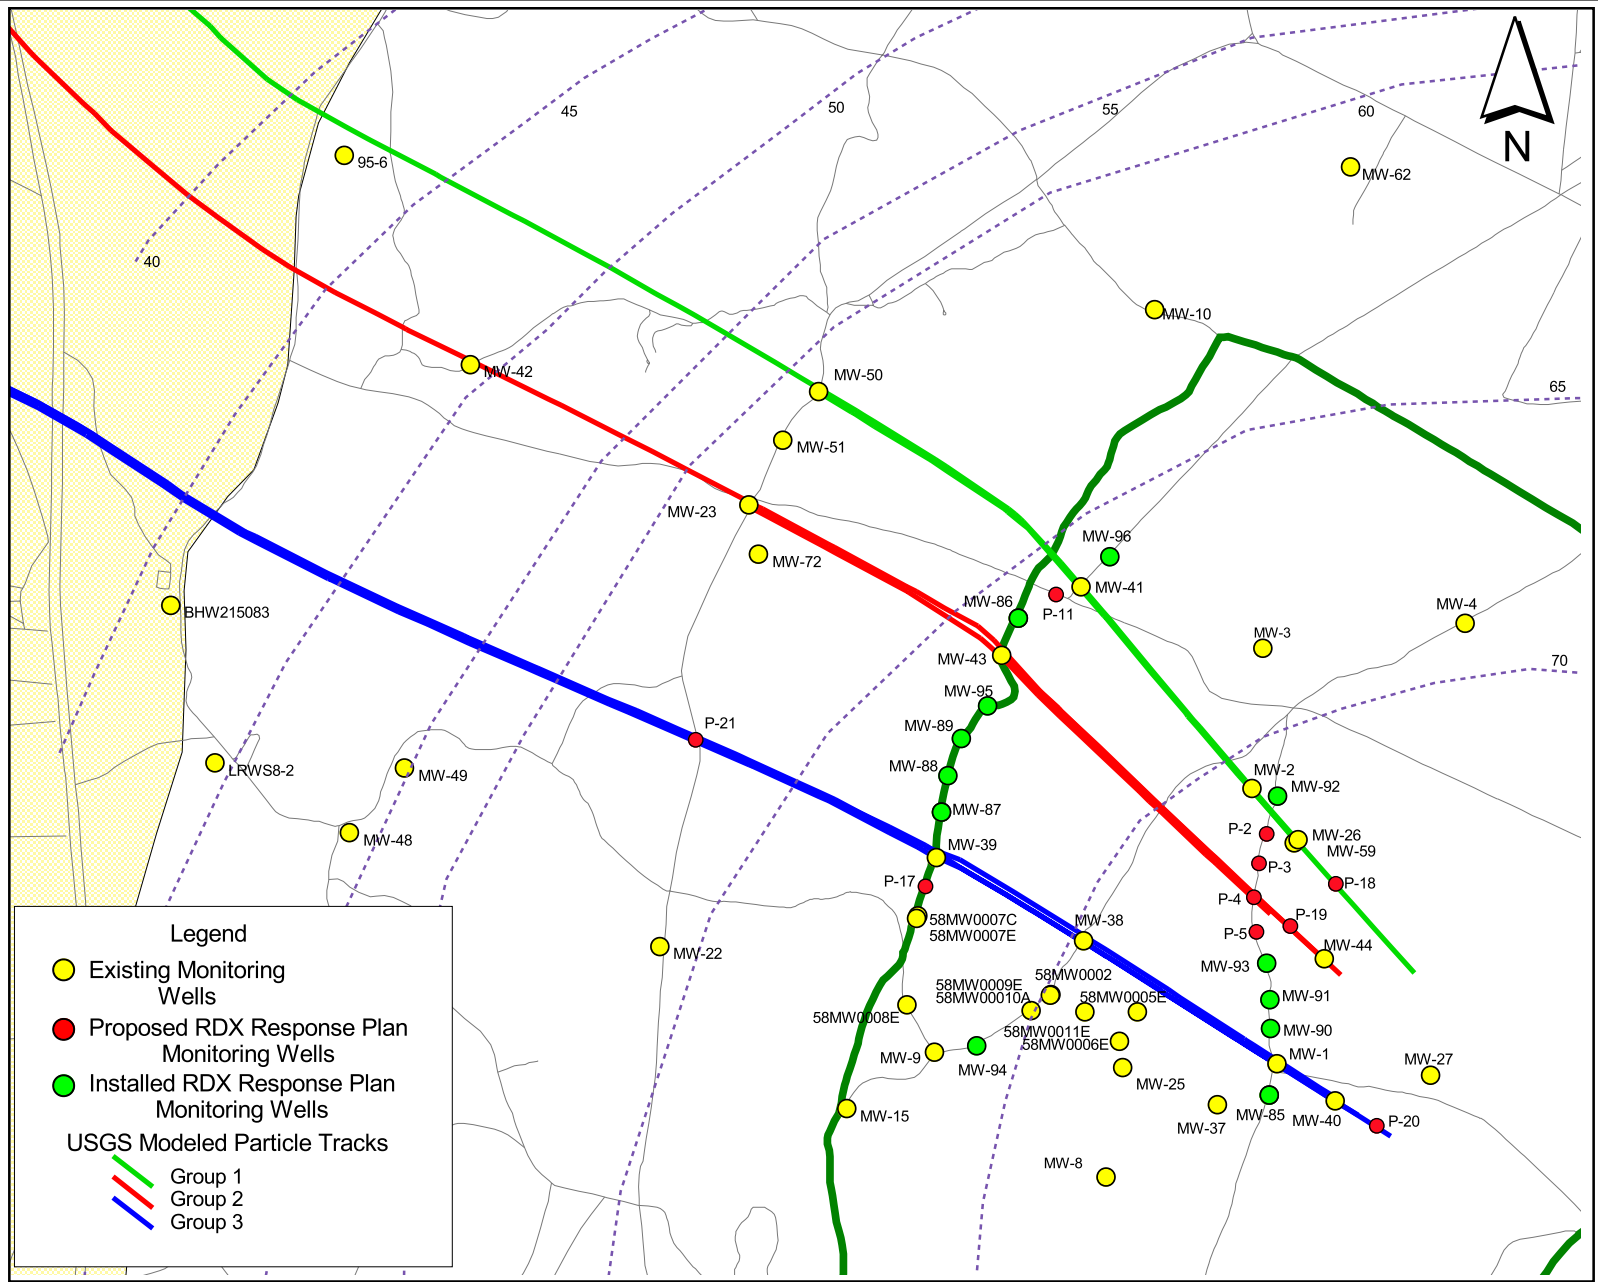 45
50
55
60
N
95-6
MW-62
40
MW-10
MW-42
MW-50
65
MW-51
MW-23
MW-96
MW-72
MW-41
MW-86
P-11
BHW215083
MW-4
MW-3
MW-43
70
MW-95
P-21
MW-89
MW-88
LRWS8-2
MW-49
MW-2
MW-92
MW-87
P-2
MW-26
MW-48
MW-39
MW-59
P-3
P-17
P-18
P-4
58MW0007C
P-19
MW-38
58MW0007E
P-5
Legend
MW-44
MW-22
MW-93
Existing Monitoring
Wells
58MW0002
58MW0009E
58MW00010A
58MW0005E
MW-91
58MW0008E
Proposed RDX Response Plan
Monitoring Wells
58MW0011E
MW-90
58MW0006E
MW-9
MW-1
MW-27
MW-94
Installed RDX Response Plan
Monitoring Wells
MW-25
MW-15
MW-85
MW-40
P-20
MW-37
USGS Modeled Particle Tracks
MW-8
Group 1
Group 2
Group 3